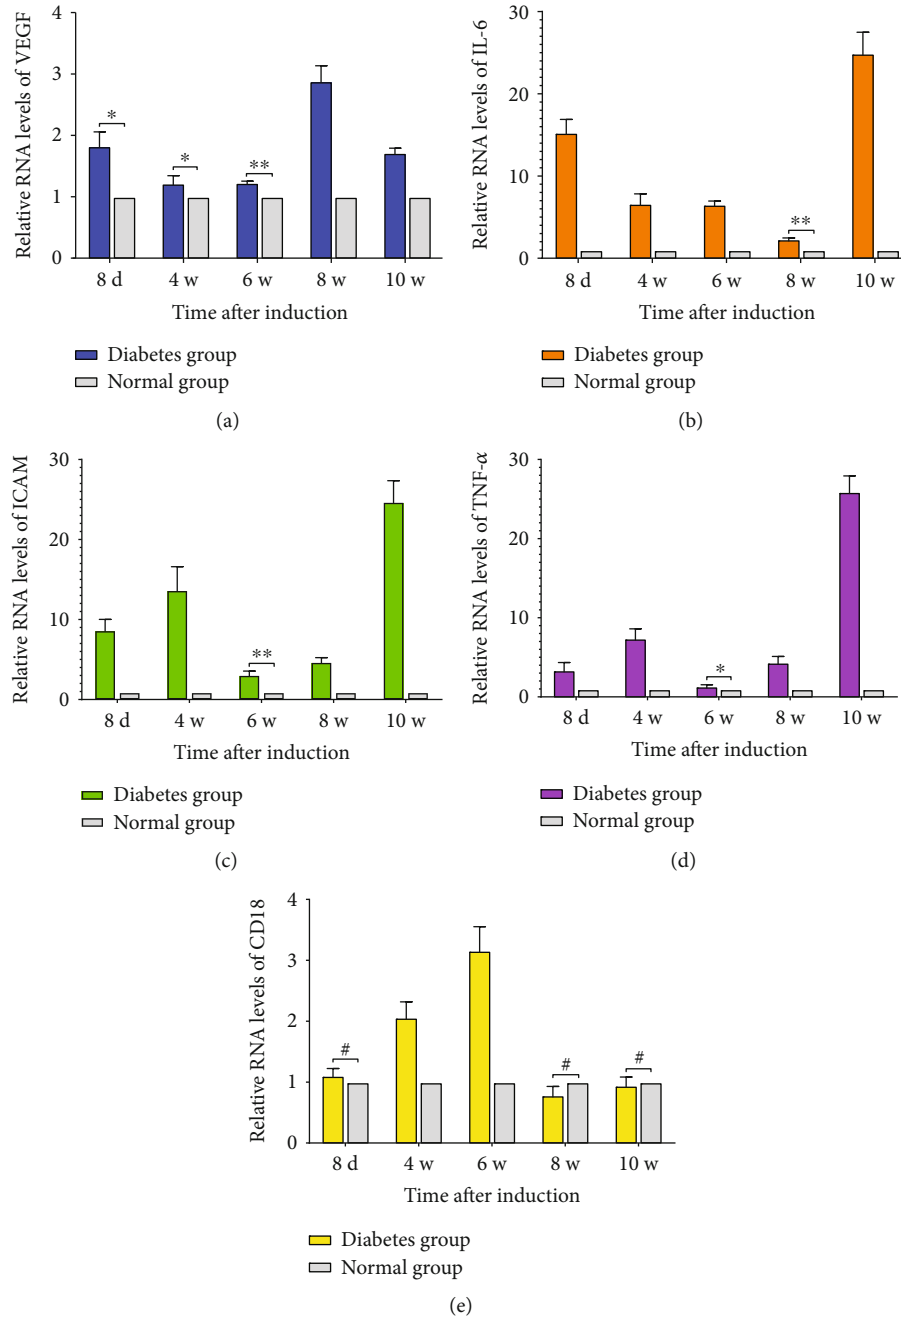 Relative RNA levels of VEGF
4
3
2
1
0
*
*
**
8 d 4 w 6 w 8 w 10 w
Time after induction
Diabetes group
Normal group
(a)
Relative RNA levels of IL-6
30
20
10
0
**
8 d 4 w 6 w 8 w 10 w
Time after induction
Diabetes group
Normal group
(b)
Relative RNA levels of ICAM
30
20
10
0
**
8 d 4 w 6 w 8 w 10 w
Time after induction
Diabetes group
Normal group
(c)
Relative RNA levels of TNF-α
30
20
10
0
*
8 d 4 w 6 w 8 w 10 w
Time after induction
Diabetes group
Normal group
(d)
Relative RNA levels of CD18
4
3
2
1
0
# # #
8 d 4 w 6 w 8 w 10 w
Time after induction
Diabetes group
Normal group
(e)